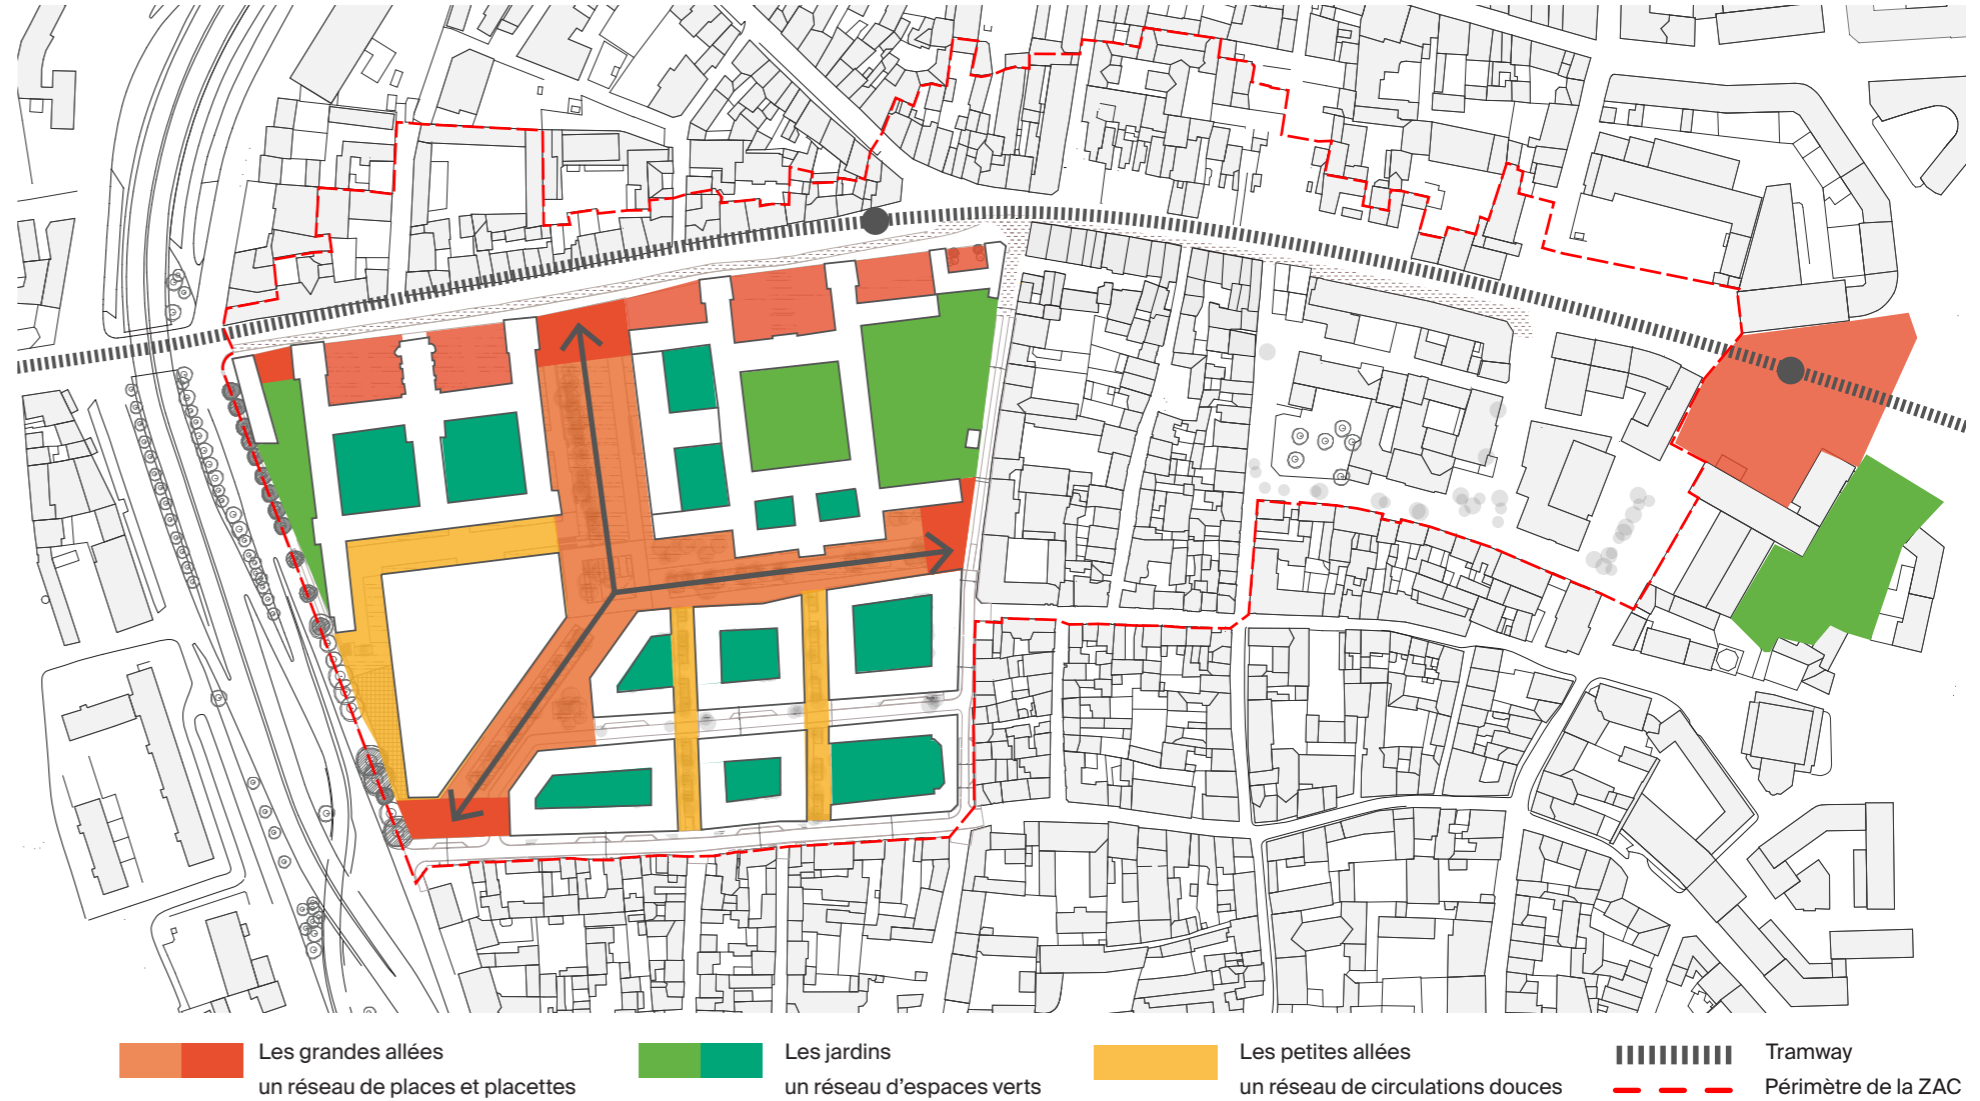 Les grandes allées
un réseau de places et placettes
Les jardins
un réseau d'espaces verts
Les petites allées
un réseau de circulations douces
Tramway
Périmètre de la ZAC